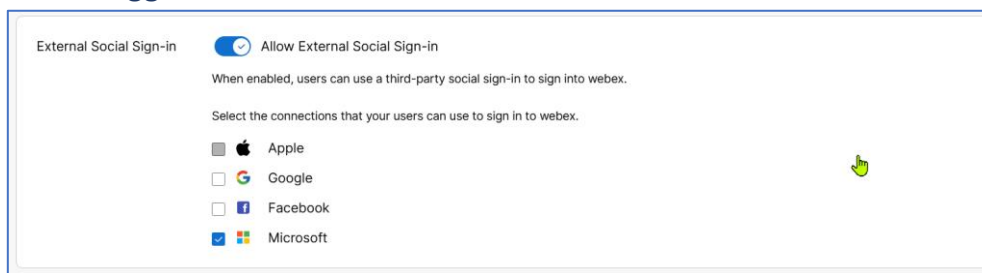 External Social Sign-in
Allow External Social Sign-in
When enabled, users can use a third-party social sign-in to sign into webex.
Select the connections that your users can use to sign in to webex.
Apple
Google
Facebook
Microsoft